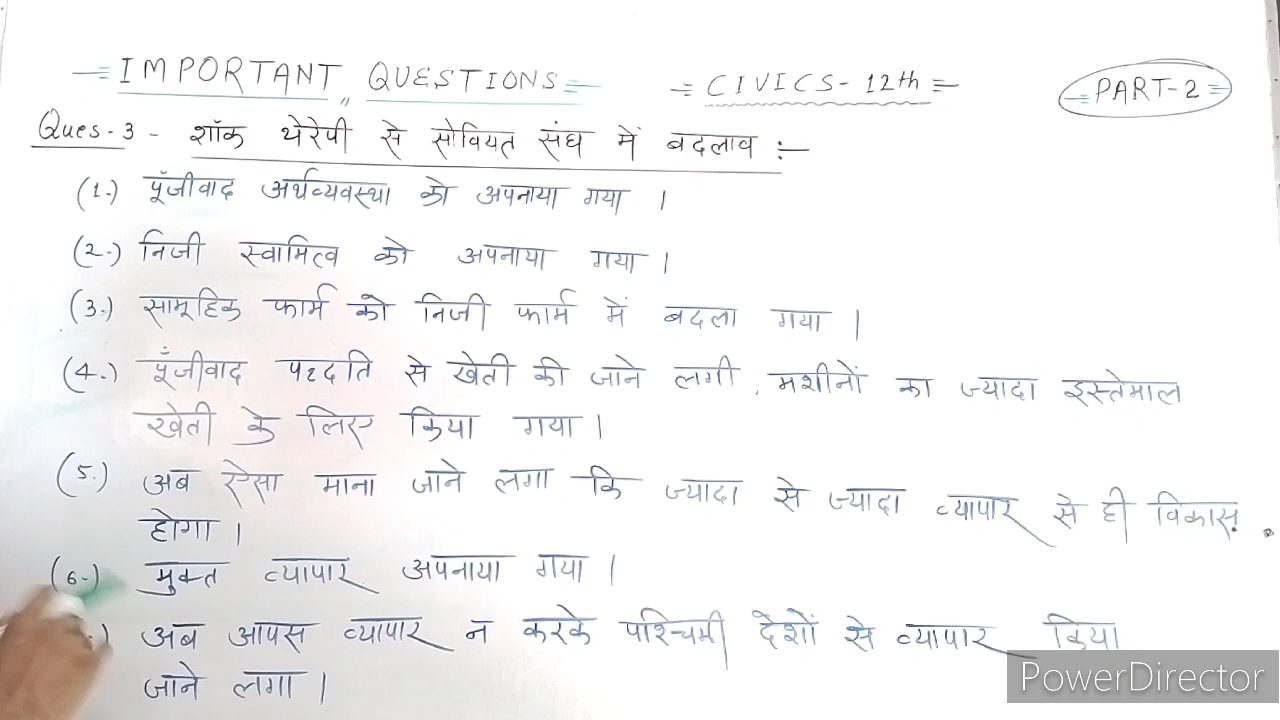 = IMPORTANT QUESTIONS = = CIVICS - 12th = = PART-2 =
Ques-3 - शॉक थेरेपी से सोवियत संघ में बदलाव :-
(1.) पूँजीवाद अर्थव्यवस्था को अपनाया गया ।
(2.) निजी स्वामित्व को अपनाया गया ।
(3.) सामूहिक फार्म को निजी फार्म में बदला गया ।
(4.) पूँजीवाद पद्दति से खेती की जाने लगी, मशीनों का ज्यादा इस्तेमाल
खेती के लिए किया गया ।
(5.) अब ऐसा माना जाने लगा कि ज्यादा से ज्यादा व्यापार से ही विकास
होगा ।
(6.) मुक्त व्यापार अपनाया गया ।
अब आपस व्यापार न करके पश्चिमी देशों से व्यापार किया
जाने लगा ।
PowerDirector